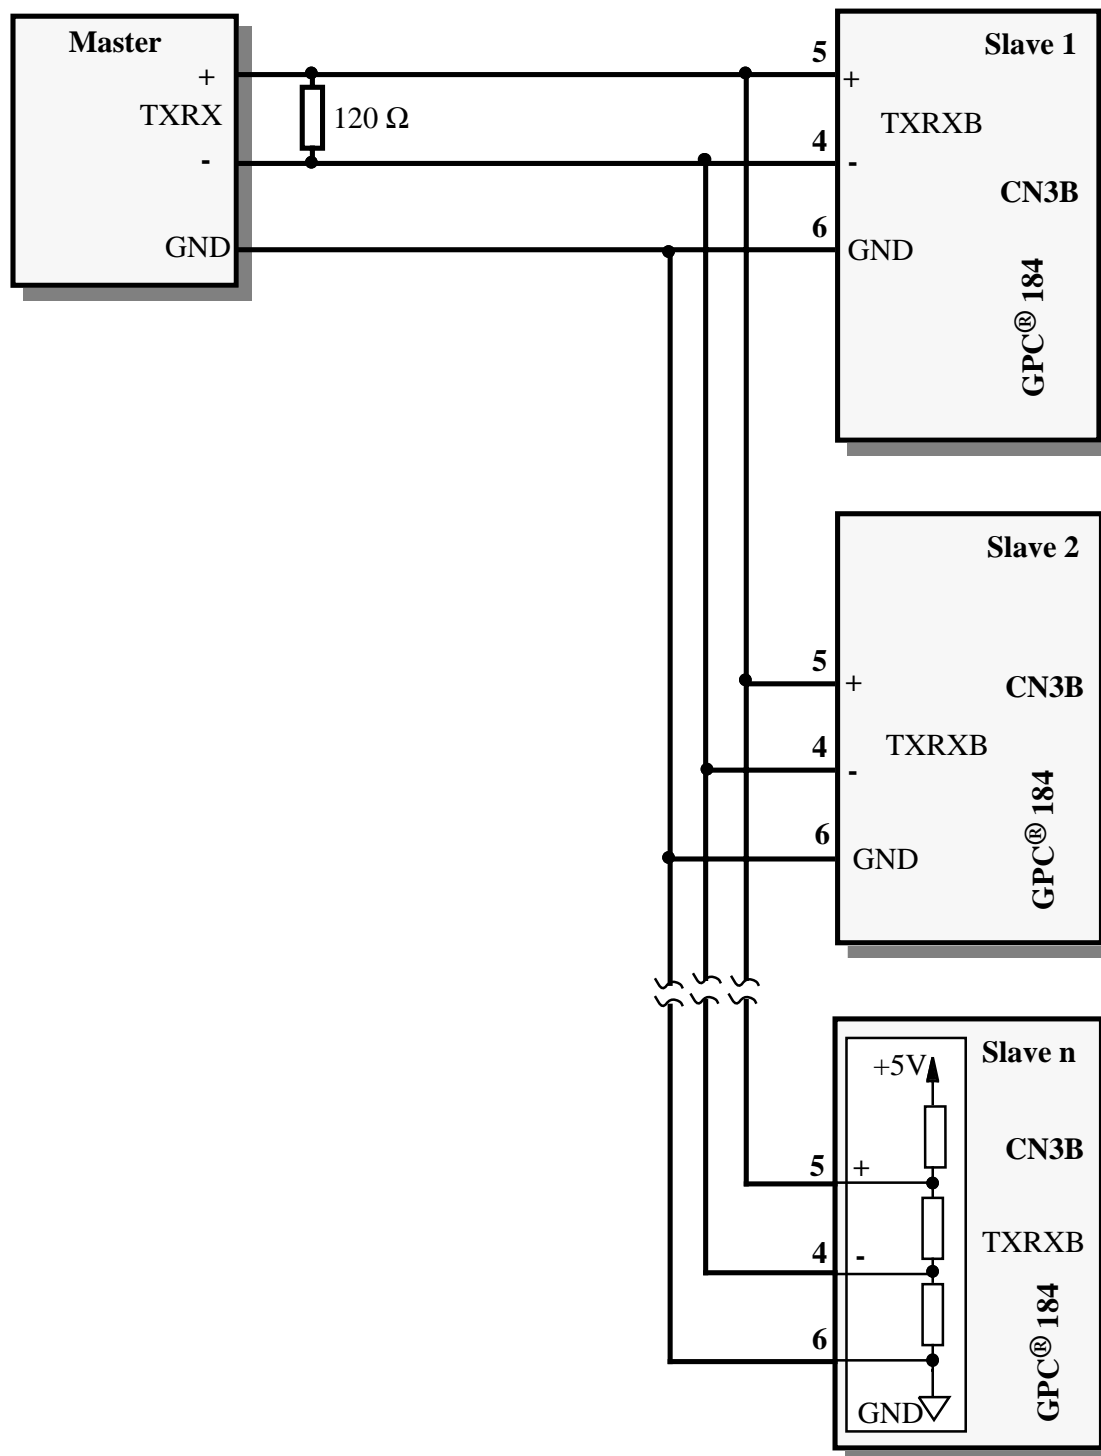 Master
+
TXRX
-
GND
120 Ω
Slave 1
5
+
TXRXB
4
-
CN3B
6
GND
GPC® 184
Slave 2
5
+
CN3B
4
TXRXB
-
6
GND
GPC® 184
Slave n
+5V
CN3B
5
+
4
-
TXRXB
6
GND
GPC® 184